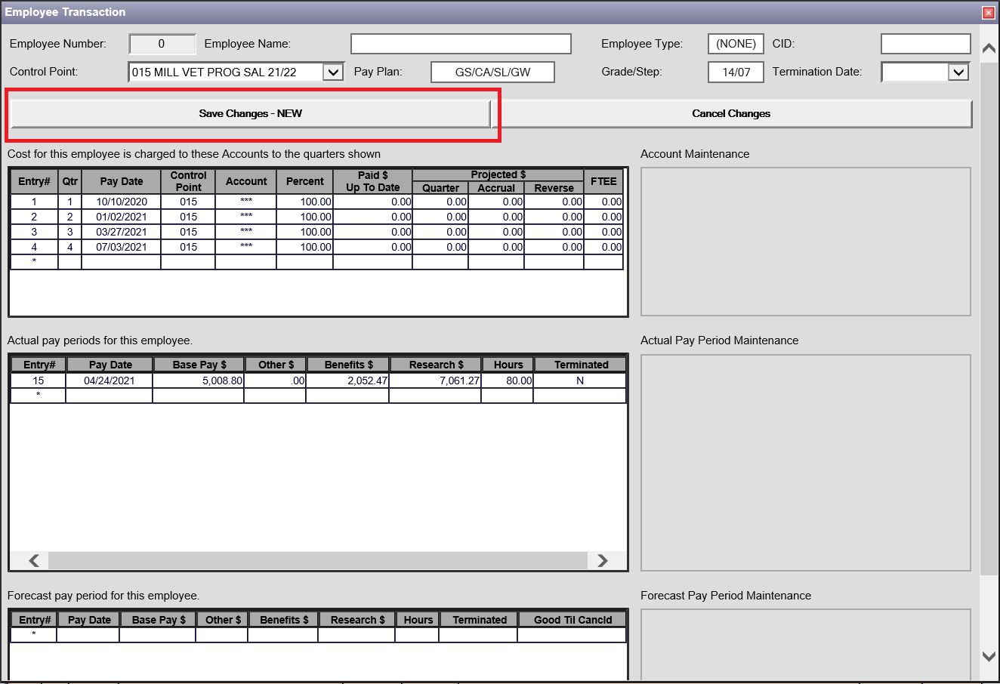 Employee Transaction
Employee Number: 0 Employee Name: Employee Type: (NONE) CID:
Control Point: 015 MILL VET PROG SAL 21/22 Pay Plan: GS/CA/SL/GW Grade/Step: 14/07 Termination Date:
Save Changes - NEW Cancel Changes
Cost for this employee is charged to these Accounts to the quarters shown Account Maintenance
Entry# Qtr Pay Date Control Point Account Percent Paid $ Up To Date Projected $ Quarter Accrual Reverse FTEE
1 1 10/10/2020 015 *** 100.00 0.00 0.00 0.00 0.00 0.00
2 2 01/02/2021 015 *** 100.00 0.00 0.00 0.00 0.00 0.00
3 3 03/27/2021 015 *** 100.00 0.00 0.00 0.00 0.00 0.00
4 4 07/03/2021 015 *** 100.00 0.00 0.00 0.00 0.00 0.00
*
Actual pay periods for this employee. Actual Pay Period Maintenance
Entry# Pay Date Base Pay $ Other $ Benefits $ Research $ Hours Terminated
15 04/24/2021 5,008.80 .00 2,052.47 7,061.27 80.00 N
*
Forecast pay period for this employee. Forecast Pay Period Maintenance
Entry# Pay Date Base Pay $ Other $ Benefits $ Research $ Hours Terminated Good Til Cancld
*